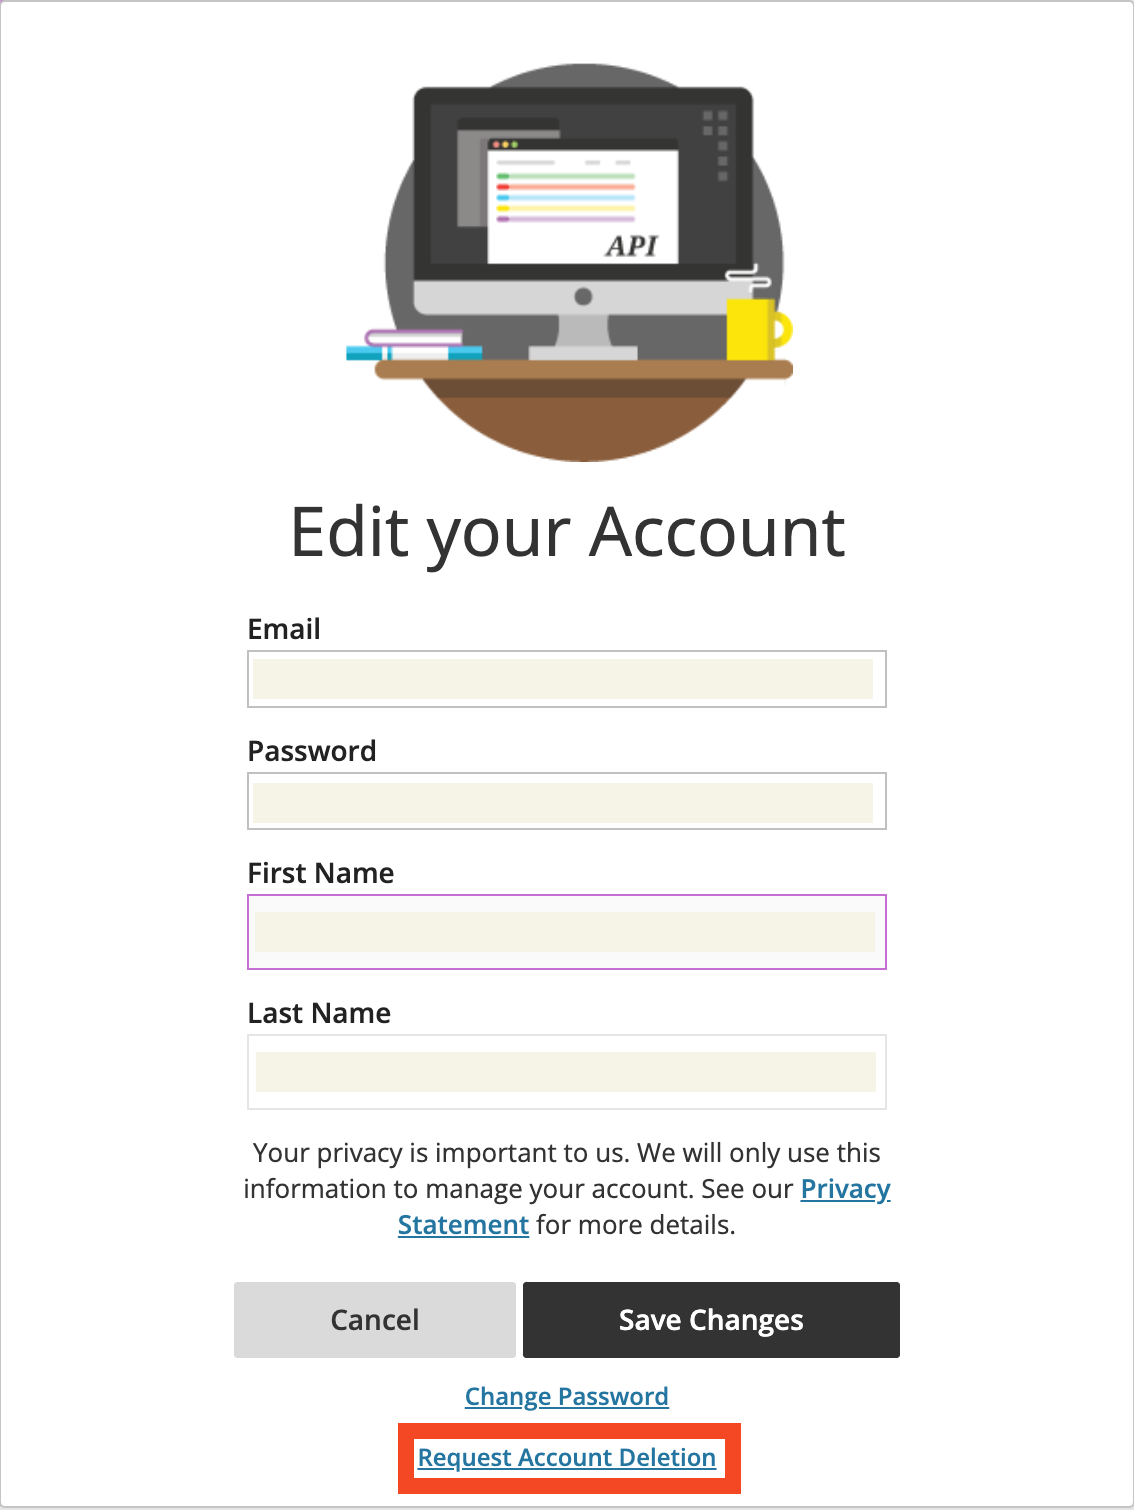 API
Edit your Account
Email
Password
First Name
Last Name
Your privacy is important to us. We will only use this
information to manage your account. See our Privacy
Statement for more details.
Cancel
Save Changes
Change Password
Request Account Deletion